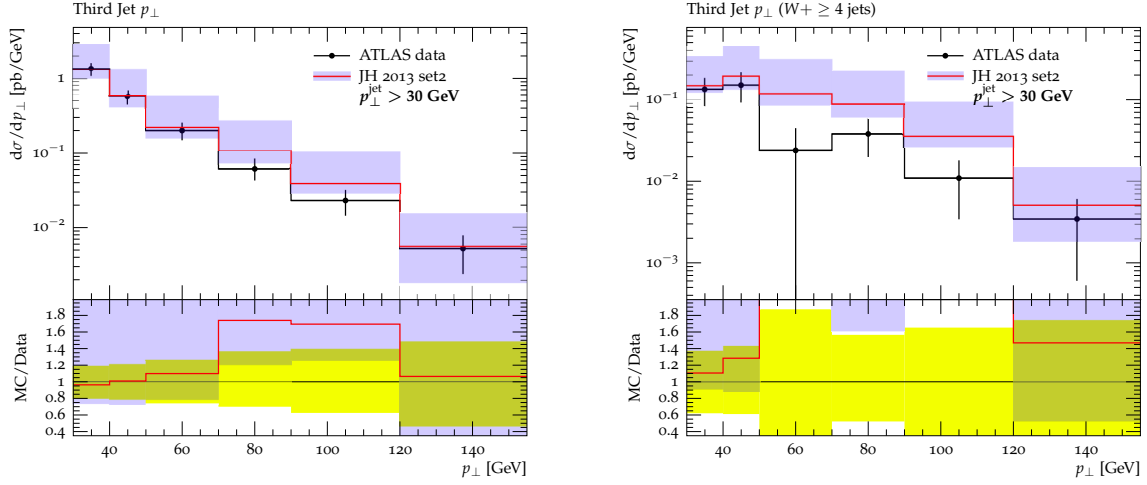 Third Jet p⊥
ATLAS data
JH 2013 set2
p⊥^jet > 30 GeV
dσ/dp⊥ [pb/GeV]
1
10^−1
10^−2
MC/Data
1.8
1.6
1.4
1.2
1
0.8
0.6
0.4
40 60 80 100 120 140
p⊥ [GeV]
Third Jet p⊥ (W+ ≥ 4 jets)
ATLAS data
JH 2013 set2
p⊥^jet > 30 GeV
dσ/dp⊥ [pb/GeV]
10^−1
10^−2
10^−3
MC/Data
1.8
1.6
1.4
1.2
1
0.8
0.6
0.4
40 60 80 100 120 140
p⊥ [GeV]